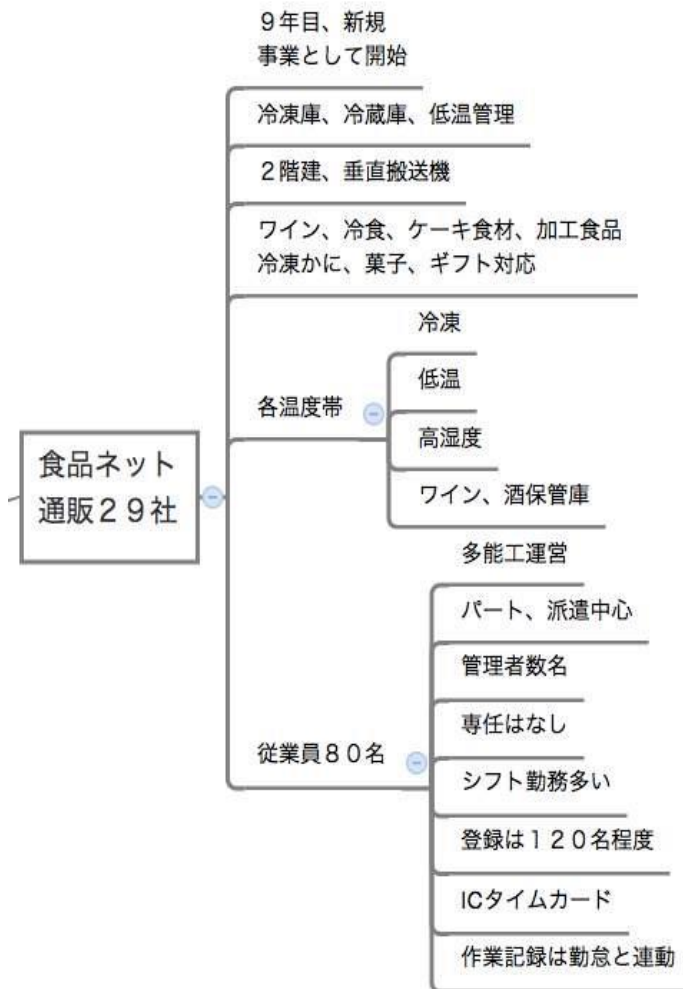 ９年目、新規
事業として開始
冷凍庫、冷蔵庫、低温管理
２階建、垂直搬送機
ワイン、冷食、ケーキ食材、加工食品
冷凍かに、菓子、ギフト対応
冷凍
低温
各温度帯
高湿度
ワイン、酒保管庫
食品ネット
通販２９社
多能工運営
パート、派遣中心
管理者数名
専任はなし
従業員８０名
シフト勤務多い
登録は１２０名程度
ICタイムカード
作業記録は勤怠と連動